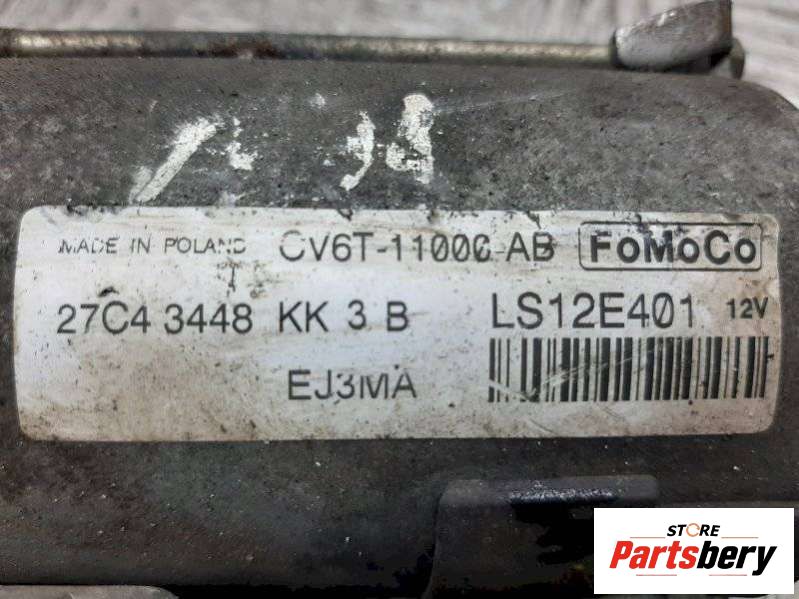 MADE IN POLAND CV6T-11000-AB FoMoCo
27C4 3448 KK 3 B LS12E401 12V
EJ3MA
STORE
Partsbery